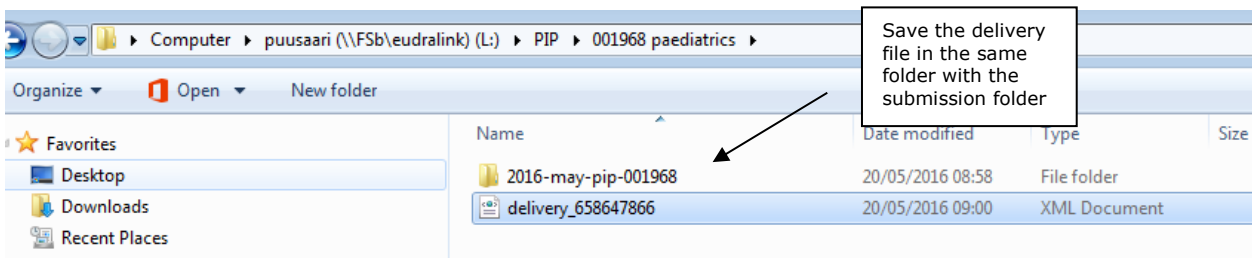 Computer ▸ puusaari (\\FSb\eudralink) (L:) ▸ PIP ▸ 001968 paediatrics ▸
Save the delivery
file in the same
folder with the
submission folder
Organize Open New folder
Name Date modified Type Size
Favorites
Desktop
Downloads
Recent Places
2016-may-pip-001968 20/05/2016 08:58 File folder
delivery_658647866 20/05/2016 09:00 XML Document